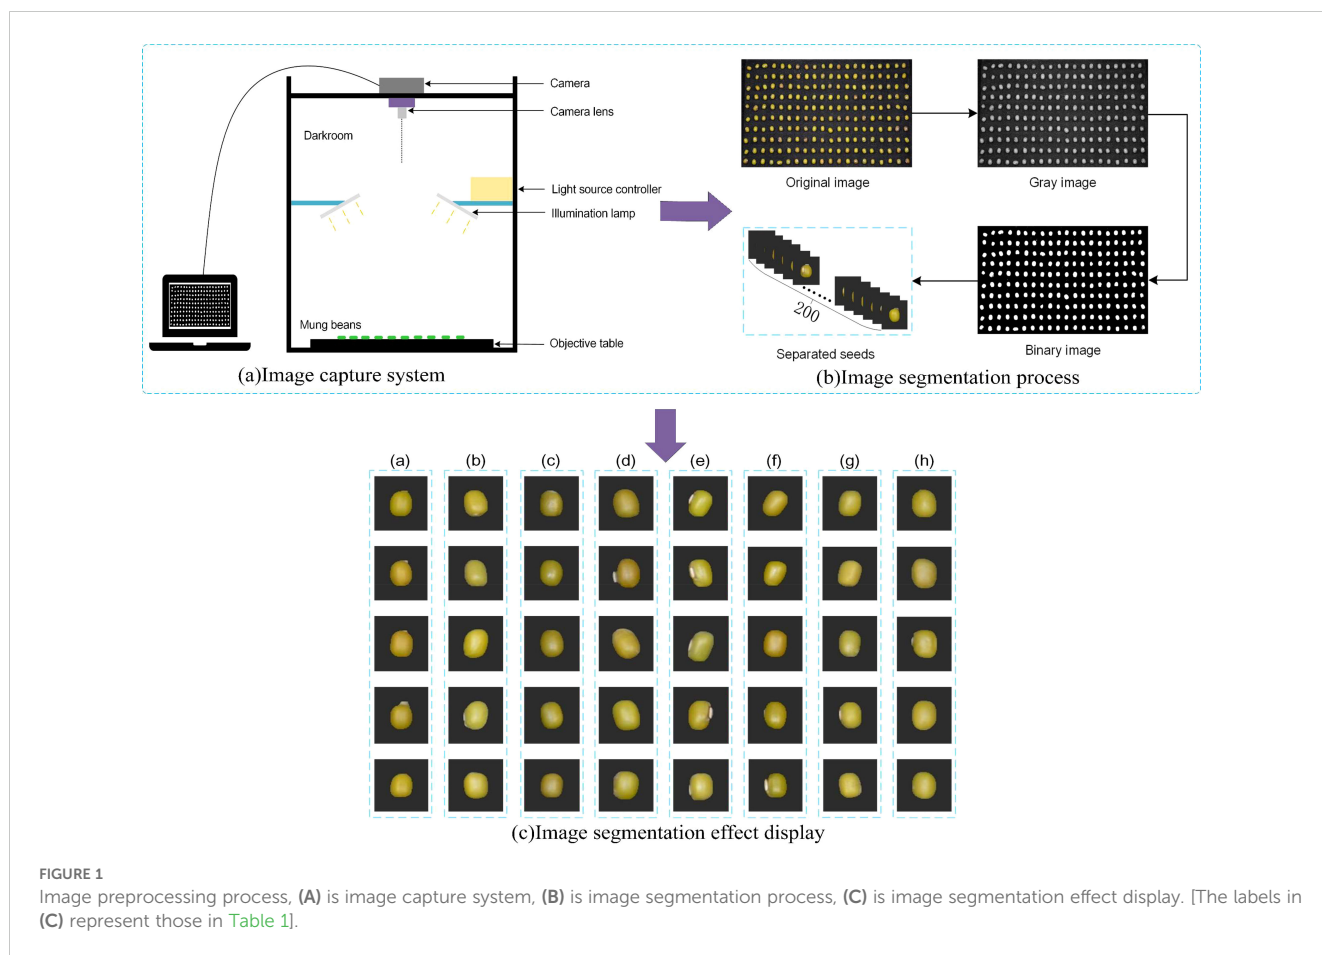 Camera
Camera lens
Darkroom
Light source controller
Illumination lamp
Mung beans
Objective table
(a)Image capture system
Original image
Gray image
200
Separated seeds
Binary image
(b)Image segmentation process
(a) (b) (c) (d) (e) (f) (g) (h)
(c)Image segmentation effect display
FIGURE 1
Image preprocessing process, (A) is image capture system, (B) is image segmentation process, (C) is image segmentation effect display. [The labels in
(C) represent those in Table 1].